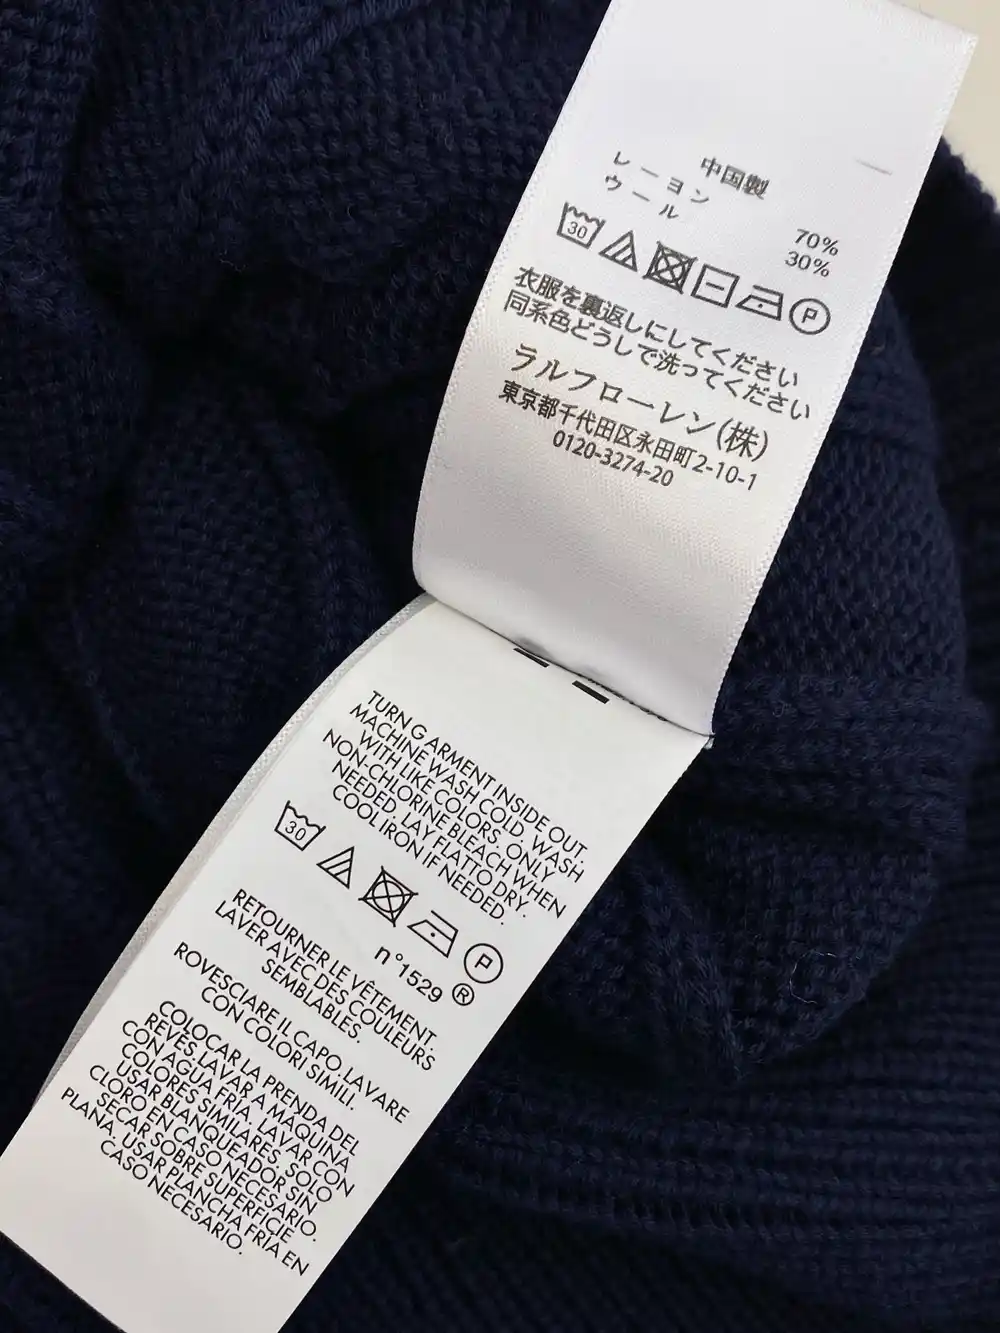 中国製
レーヨン 70%
ウール 30%
30
P
衣服を裏返しにしてください
同系色どうしで洗ってください
ラルフローレン(株)
東京都千代田区永田町2-10-1
0120-3274-20
TURN GARMENT INSIDE OUT.
MACHINE WASH COLD. WASH
WITH LIKE COLORS. ONLY
NON-CHLORINE BLEACH WHEN
NEEDED. LAY FLAT TO DRY.
COOL IRON IF NEEDED.
30
P
n°1529 ®
RETOURNER LE VÊTEMENT.
LAVER AVEC DES COULEURS
SEMBLABLES.
ROVESCIARE IL CAPO. LAVARE
CON COLORI SIMILI.
COLOCAR LA PRENDA DEL
REVÉS. LAVAR A MÁQUINA
CON AGUA FRÍA. LAVAR CON
COLORES SIMILARES. SOLO
USAR BLANQUEADOR SIN
CLORO EN CASO NECESARIO.
SECAR SOBRE SUPERFICIE
PLANA. USAR PLANCHA FRÍA EN
CASO NECESARIO.